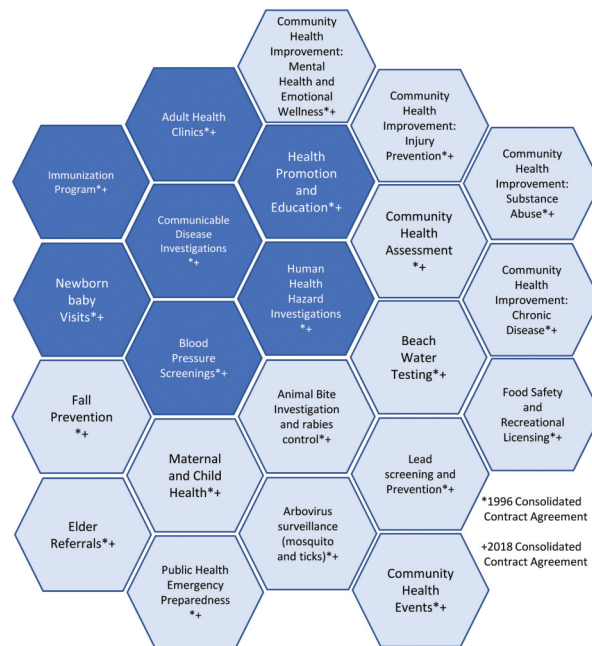 Community
Health
Improvement:
Mental
Health and
Emotional
Wellness*+
Adult Health
Clinics*+
Community
Health
Improvement:
Injury
Prevention*+
Immunization
Program*+
Health
Promotion
and
Education*+
Community
Health
Improvement:
Substance
Abuse*+
Communicable
Disease
Investigations
*+
Community
Health
Assessment
*+
Newborn
baby
Visits*+
Human
Health
Hazard
Investigations
*+
Community
Health
Improvement:
Chronic
Disease*+
Blood
Pressure
Screenings*+
Beach
Water
Testing*+
Fall
Prevention
*+
Animal Bite
Investigation
and rabies
control*+
Food Safety
and
Recreational
Licensing*+
Maternal
and Child
Health*+
Lead
screening and
Prevention*+
Elder
Referrals*+
Arbovirus
surveillance
(mosquito
and ticks)*+
Public Health
Emergency
Preparedness
*+
Community
Health
Events*+
*1996 Consolidated
Contract Agreement
+2018 Consolidated
Contract Agreement